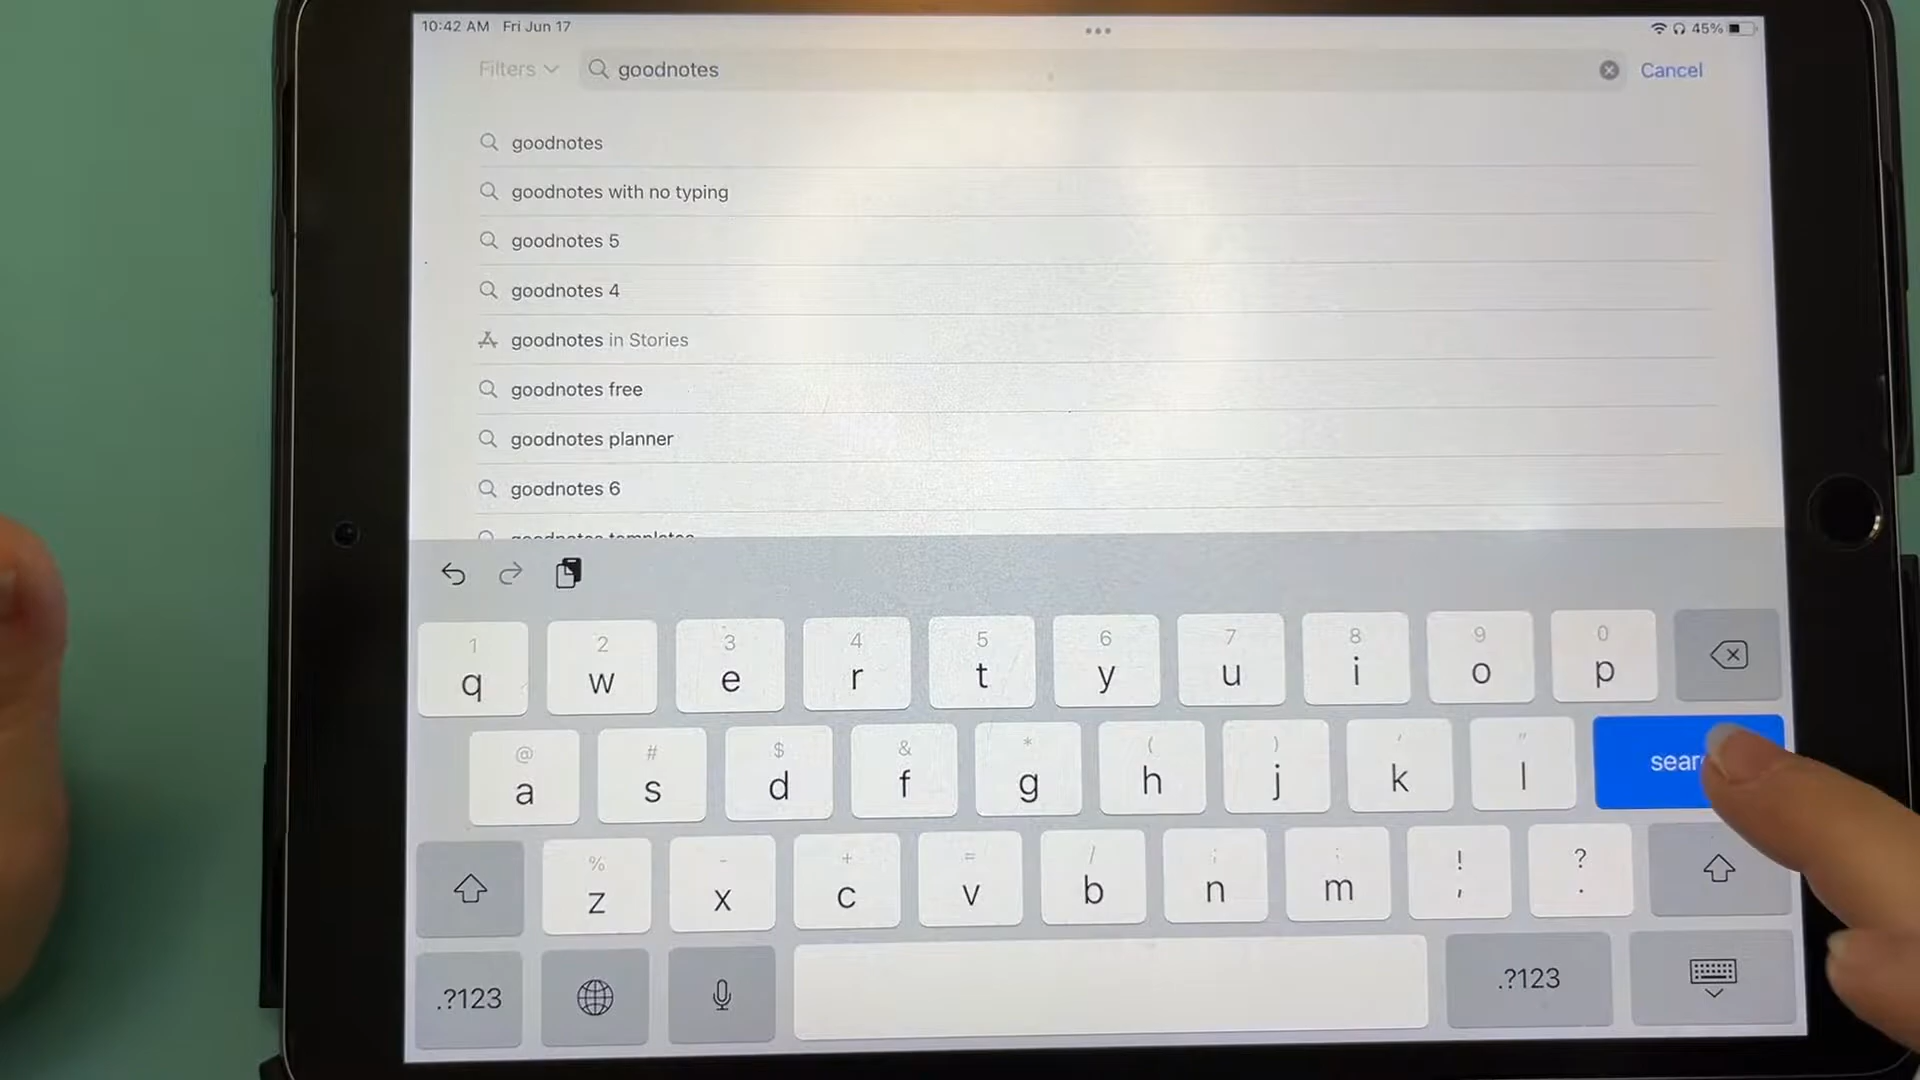 10:42 AM Fri Jun 17
45%
Filters goodnotes Cancel
goodnotes
goodnotes with no typing
goodnotes 5
goodnotes 4
goodnotes in Stories
goodnotes free
goodnotes planner
goodnotes 6
goodnotes templates
1 2 3 4 5 6 7 8 9 0
q w e r t y u i o p
@ # $ & * ( ) ' "
a s d f g h j k l sear
% - + = / ; : ! ?
z x c v b n m , .
.?123 .?123